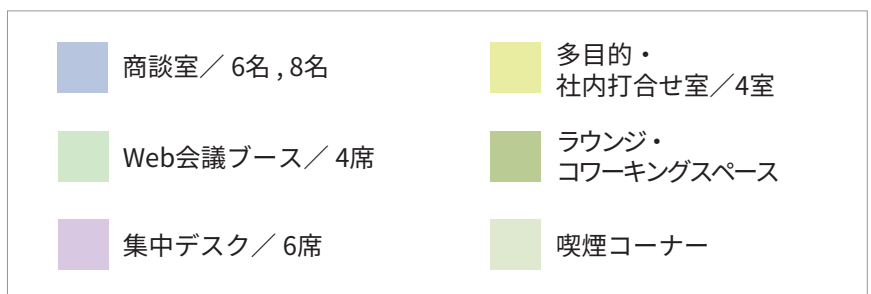 商談室／ 6名 , 8名
Web会議ブース／ 4席
集中デスク／ 6席
多目的・
社内打合せ室／4室
ラウンジ・
コワーキングスペース
喫煙コーナー